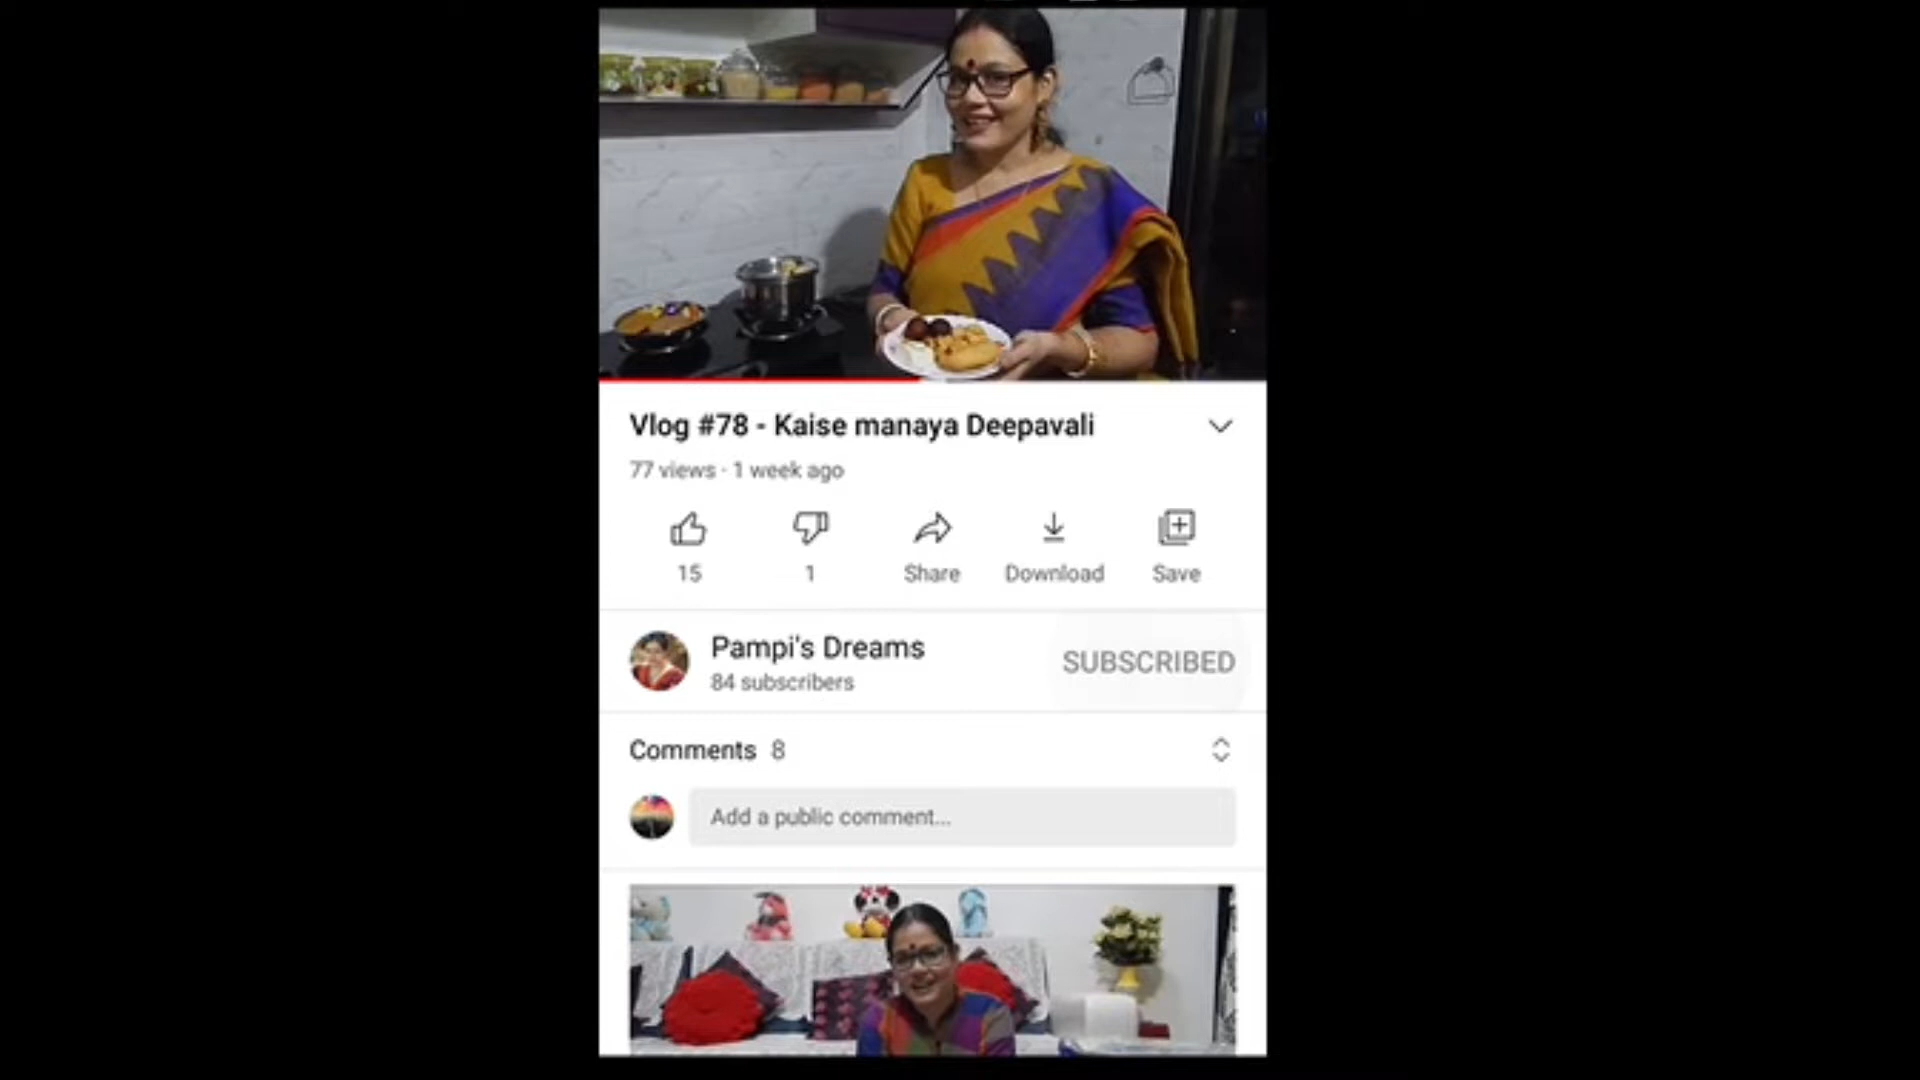 Vlog #78 - Kaise manaya Deepavali
77 views · 1 week ago
15 1 Share Download Save
Pampi's Dreams
84 subscribers
SUBSCRIBED
Comments 8
Add a public comment...